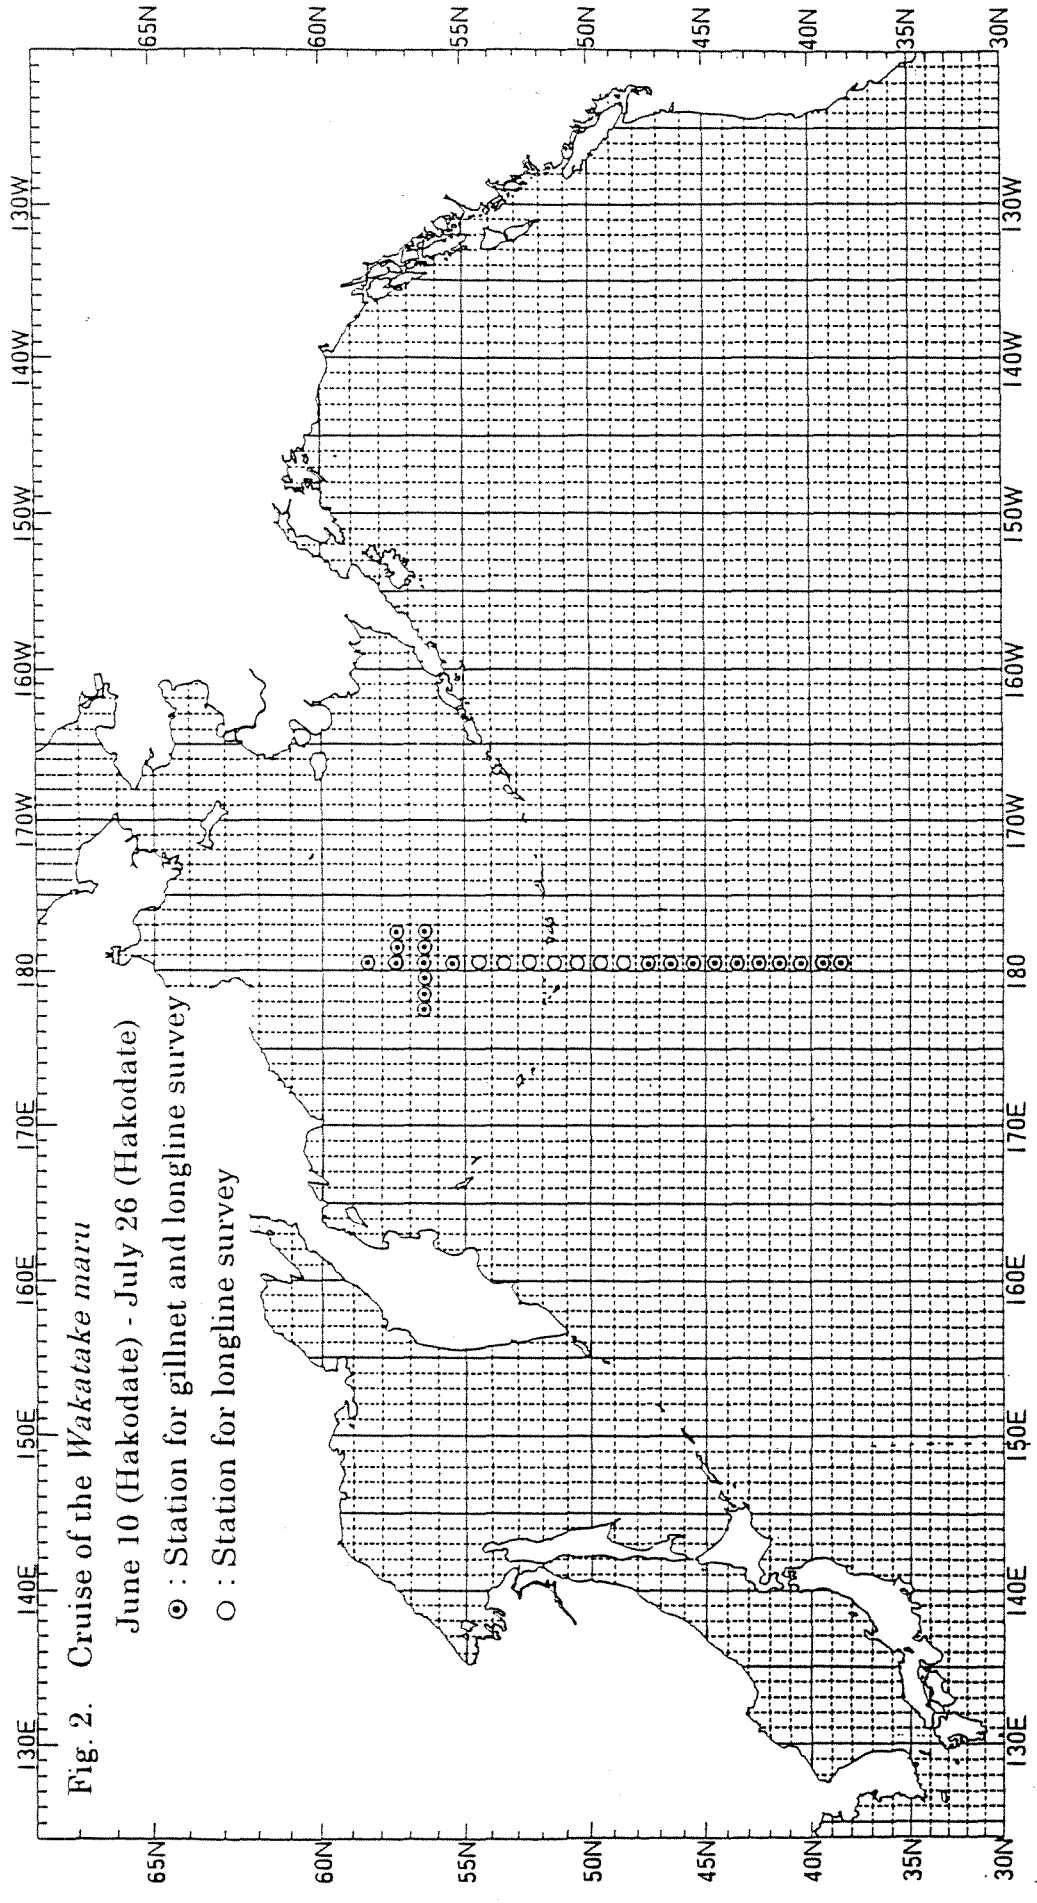 Fig. 2. Cruise of the Wakatake maru
June 10 (Hakodate) - July 26 (Hakodate)
⊙ : Station for gillnet and longline survey
○ : Station for longline survey
130E 140E 150E 160E 170E 180 170W 160W 150W 140W 130W
65N 65N
60N 60N
55N 55N
50N 50N
45N 45N
40N 40N
35N 35N
30N 30N
130E 140E 150E 160E 170E 180 170W 160W 150W 140W 130W